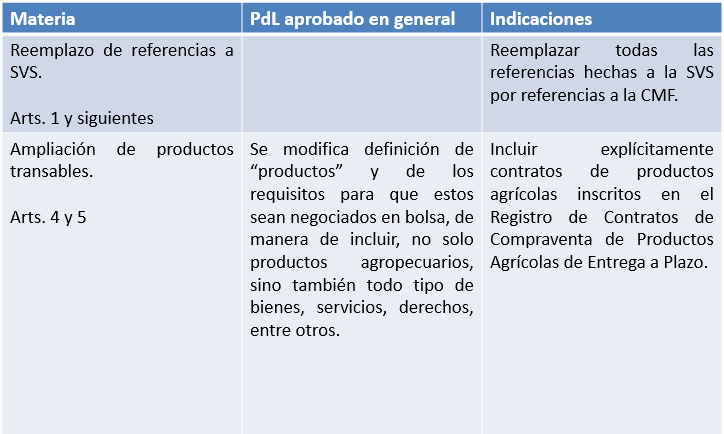 Materia
PdL aprobado en general
Indicaciones
Reemplazo de referencias a
SVS.
Arts. 1 y siguientes
Reemplazar todas las
referencias hechas a la SVS
por referencias a la CMF.
Ampliación de productos
transables.
Arts. 4 y 5
Se modifica definición de
“productos” y de los
requisitos para que estos
sean negociados en bolsa, de
manera de incluir, no solo
productos agropecuarios,
sino también todo tipo de
bienes, servicios, derechos,
entre otros.
Incluir explícitamente
contratos de productos
agrícolas inscritos en el
Registro de Contratos de
Compraventa de Productos
Agrícolas de Entrega a Plazo.